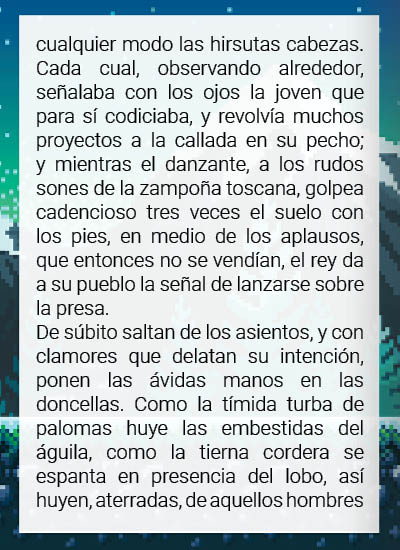 cualquier modo las hirsutas cabezas.
Cada cual, observando alrededor,
señalaba con los ojos la joven que
para sí codiciaba, y revolvía muchos
proyectos a la callada en su pecho;
y mientras el danzante, a los rudos
sones de la zampoña toscana, golpea
cadencioso tres veces el suelo con
los pies, en medio de los aplausos,
que entonces no se vendían, el rey da
a su pueblo la señal de lanzarse sobre
la presa.
De súbito saltan de los asientos, y con
clamores que delatan su intención,
ponen las ávidas manos en las
doncellas. Como la tímida turba de
palomas huye las embestidas del
águila, como la tierna cordera se
espanta en presencia del lobo, así
huyen, aterradas, de aquellos hombres